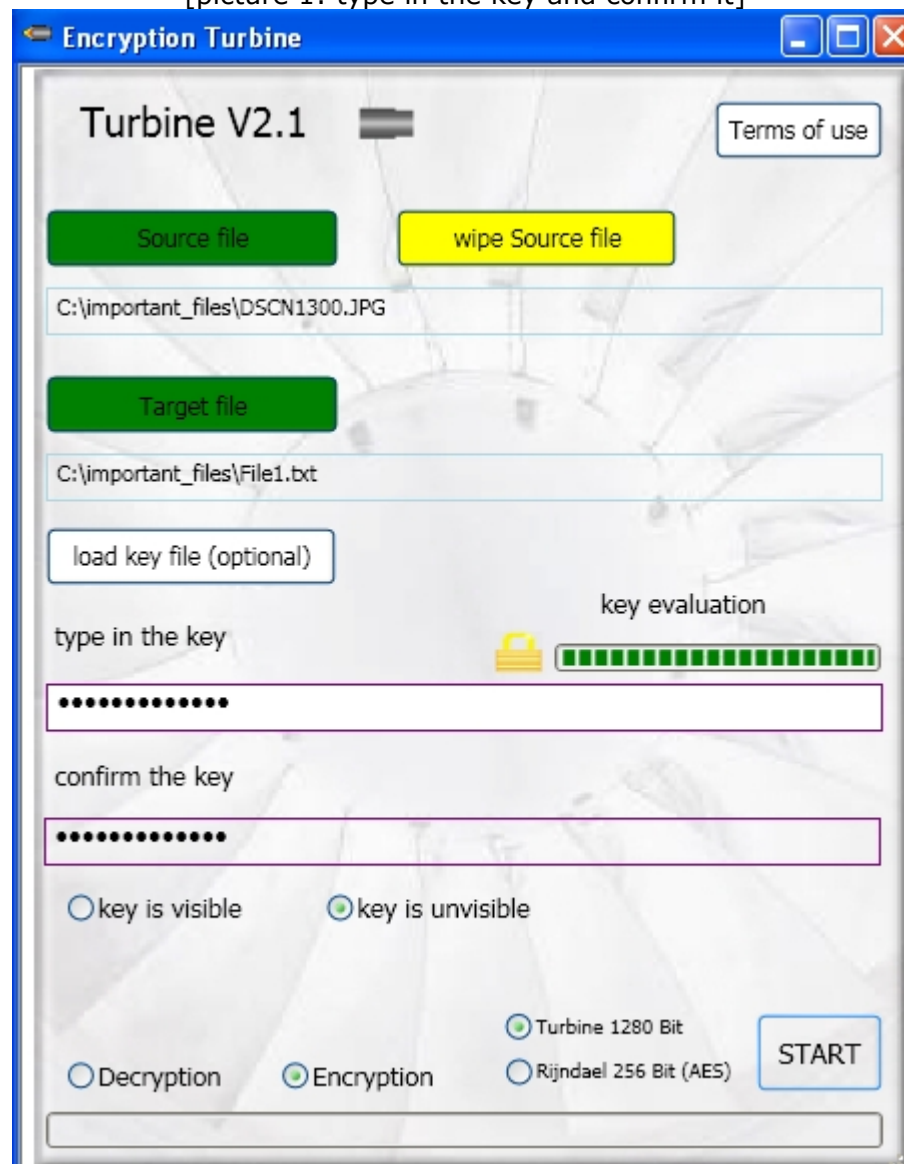 [picture 1: type in the key and confirm it]
Encryption Turbine
Turbine V2.1
Terms of use
Source file
wipe Source file
C:\important_files\DSCN1300.JPG
Target file
C:\important_files\File1.txt
load key file (optional)
key evaluation
type in the key
•••••••••••••
confirm the key
•••••••••••••
key is visible
key is unvisible
Turbine 1280 Bit
Decryption
Encryption
Rijndael 256 Bit (AES)
START